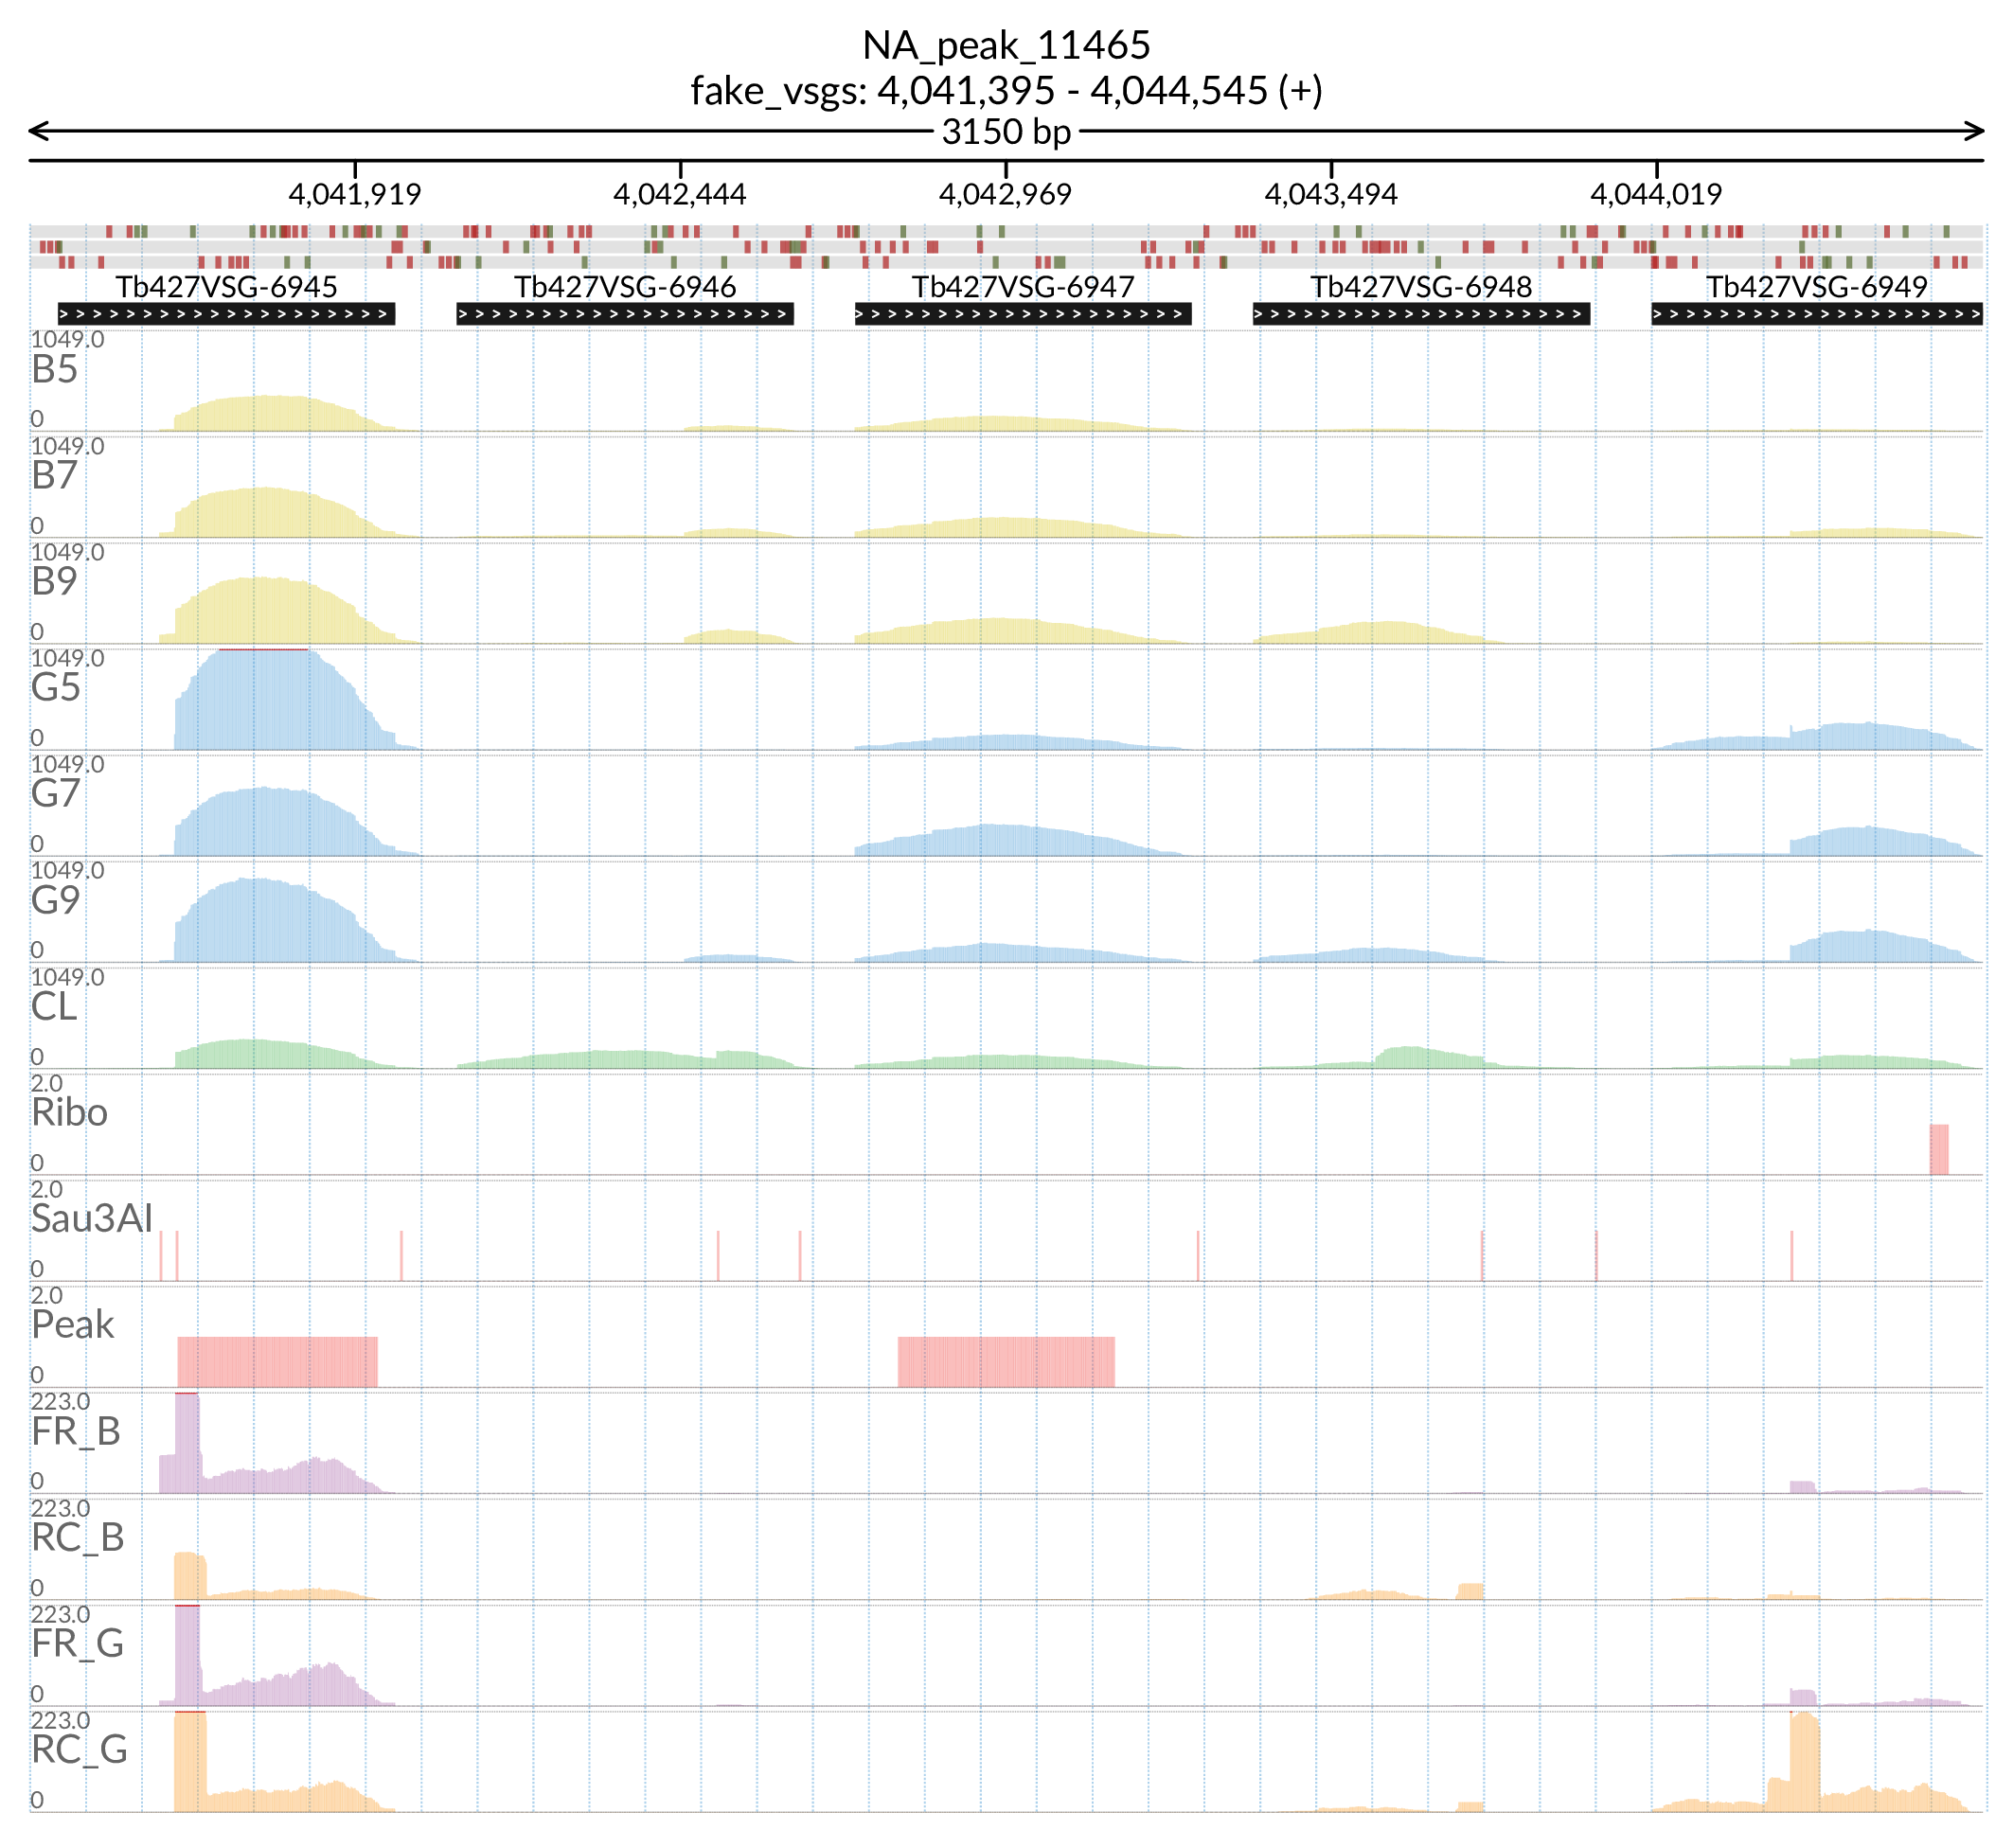 NA_peak_11465
fake_vsgs: 4,041,395 - 4,044,545 (+)
3150 bp
4,041,919 4,042,444 4,042,969 4,043,494 4,044,019
Tb427VSG-6945 Tb427VSG-6946 Tb427VSG-6947 Tb427VSG-6948 Tb427VSG-6949
1049.0
B5
0
1049.0
B7
0
1049.0
B9
0
1049.0
G5
0
1049.0
G7
0
1049.0
G9
0
1049.0
CL
0
2.0
Ribo
0
2.0
Sau3AI
0
2.0
Peak
0
223.0
FR_B
0
223.0
RC_B
0
223.0
FR_G
0
223.0
RC_G
0